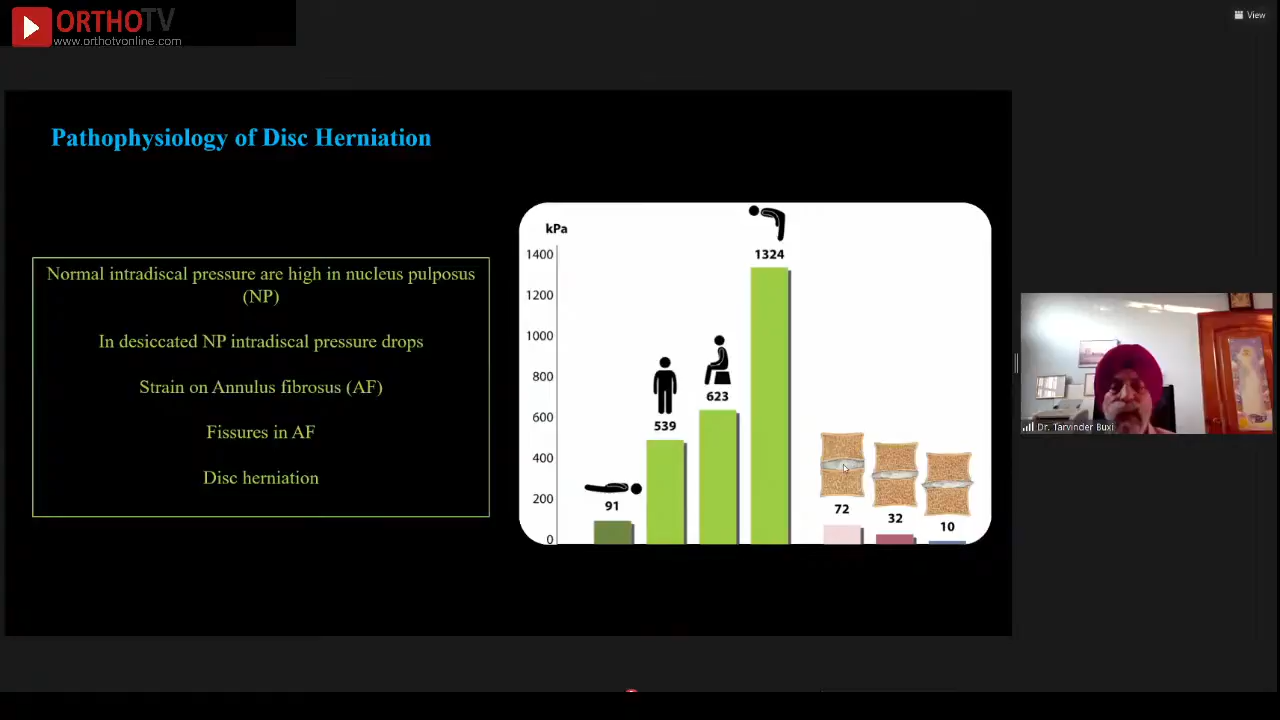 ORTHOTV
www.orthotvonline.com
View
Pathophysiology of Disc Herniation
Normal intradiscal pressure are high in nucleus pulposus
(NP)
In desiccated NP intradiscal pressure drops
Strain on Annulus fibrosus (AF)
Fissures in AF
Disc herniation
kPa
1400
1200
1000
800
600
400
200
0
91
539
623
1324
72
32
10
Dr. Tarvinder Buxi